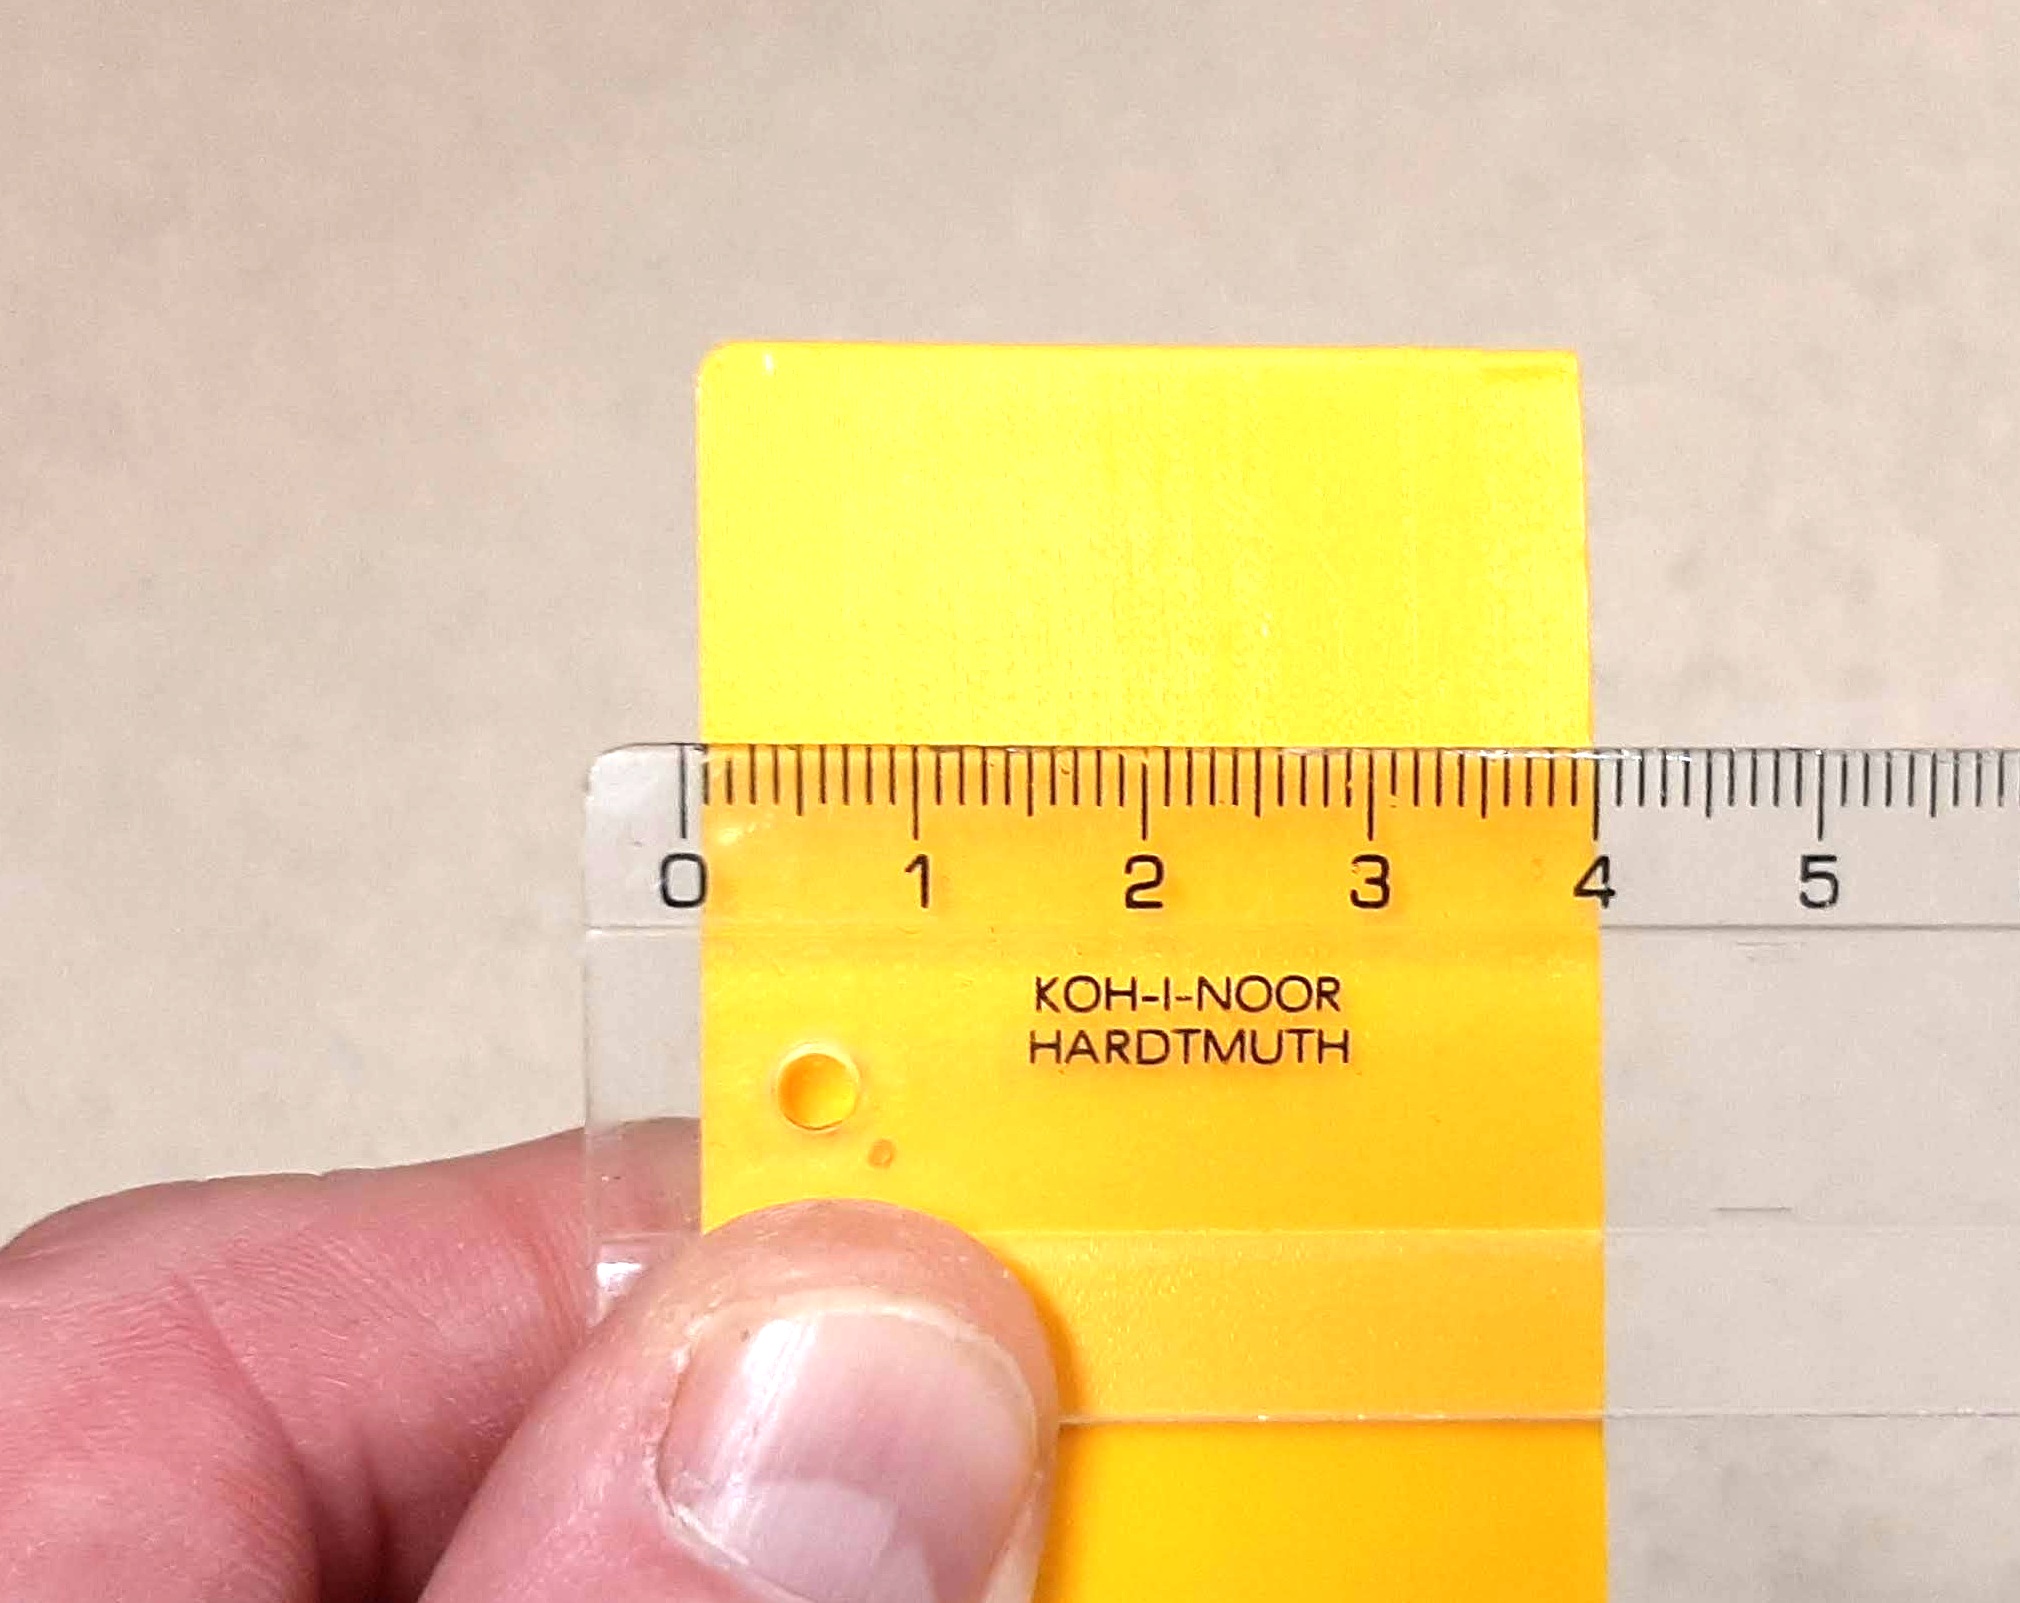 0 1 2 3 4 5
KOH-I-NOOR
HARDTMUTH